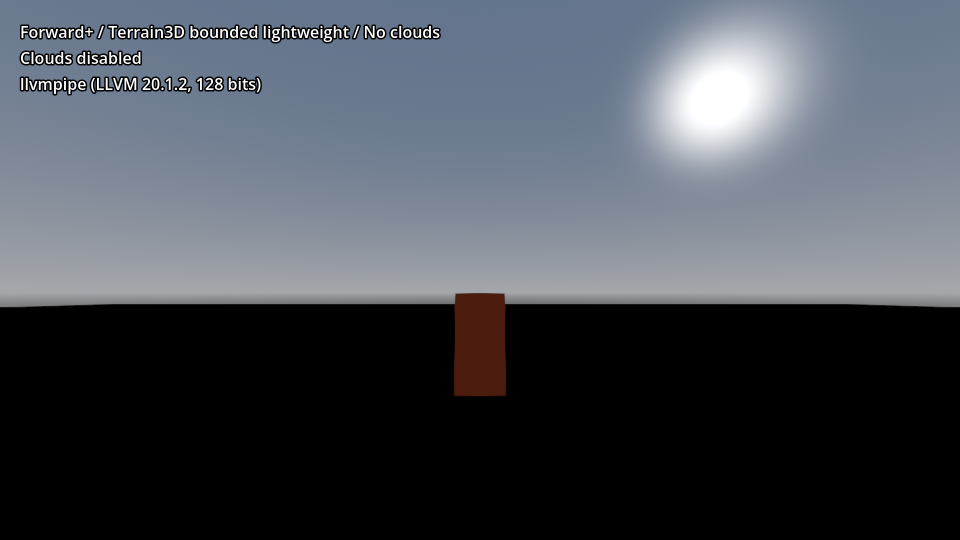 Forward+ / Terrain3D bounded lightweight / No clouds
Clouds disabled
llvmpipe (LLVM 20.1.2, 128 bits)